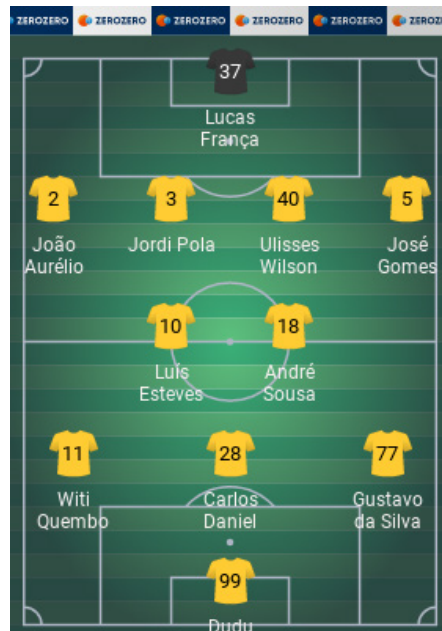 ZEROZERO ZEROZERO ZEROZERO ZEROZERO ZEROZERO ZEROZ
37
Lucas
França
2 3 40 5
João Jordi Pola Ulisses José
Aurélio Wilson Gomes
10 18
Luís André
Esteves Sousa
11 28 77
Witi Carlos Gustavo
Quembo Daniel da Silva
99
Dudu